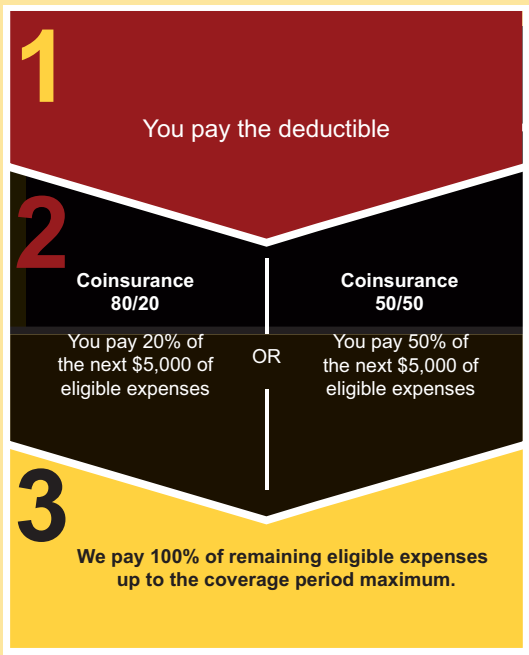 1
You pay the deductible
2
Coinsurance
80/20
You pay 20% of
the next $5,000 of
eligible expenses
OR
Coinsurance
50/50
You pay 50% of
the next $5,000 of
eligible expenses
3
We pay 100% of remaining eligible expenses
up to the coverage period maximum.